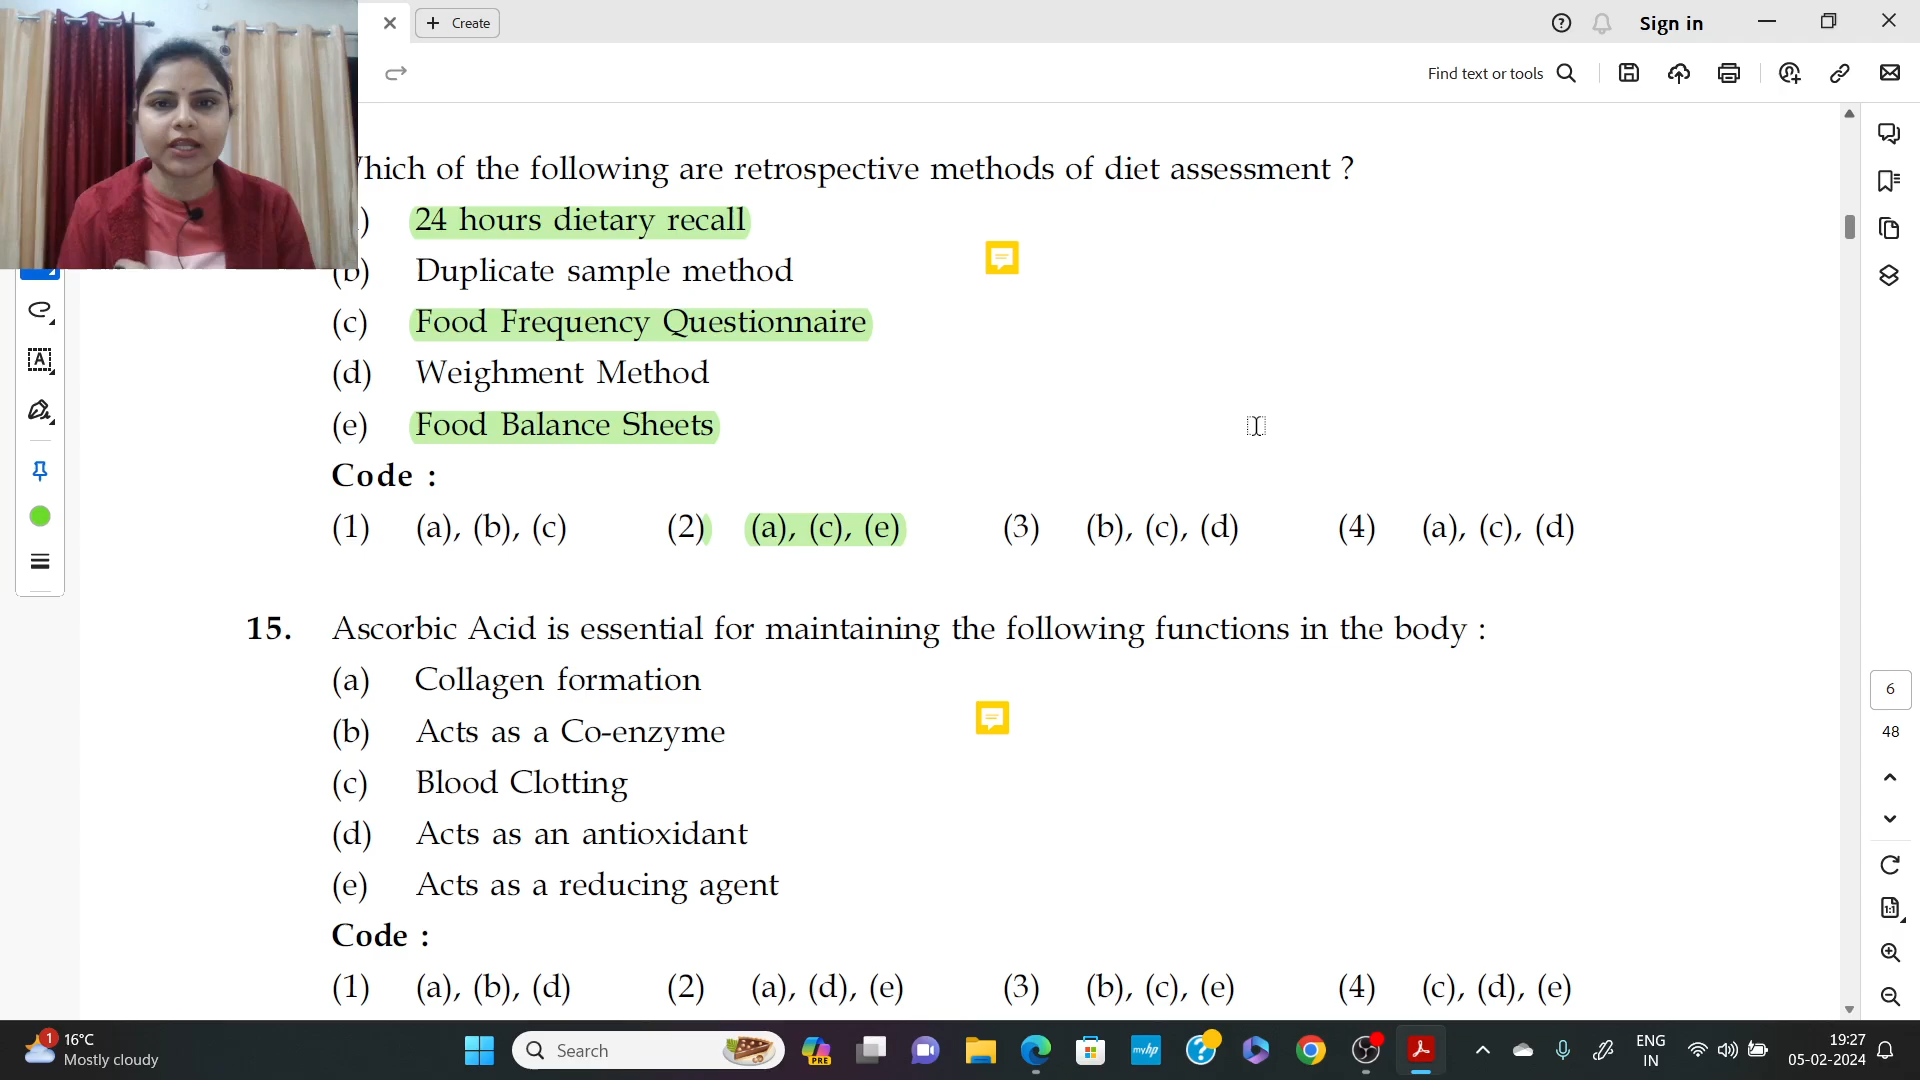 Create
Sign in
Find text or tools
hich of the following are retrospective methods of diet assessment ?
) 24 hours dietary recall
(b) Duplicate sample method
(c) Food Frequency Questionnaire
(d) Weighment Method
(e) Food Balance Sheets
Code :
(1) (a), (b), (c) (2) (a), (c), (e) (3) (b), (c), (d) (4) (a), (c), (d)
15. Ascorbic Acid is essential for maintaining the following functions in the body :
(a) Collagen formation
(b) Acts as a Co-enzyme
(c) Blood Clotting
(d) Acts as an antioxidant
(e) Acts as a reducing agent
Code :
(1) (a), (b), (d) (2) (a), (d), (e) (3) (b), (c), (e) (4) (c), (d), (e)
6
48
1
16°C
Mostly cloudy
Search
PRE
myhp
ENG
IN
19:27
05-02-2024